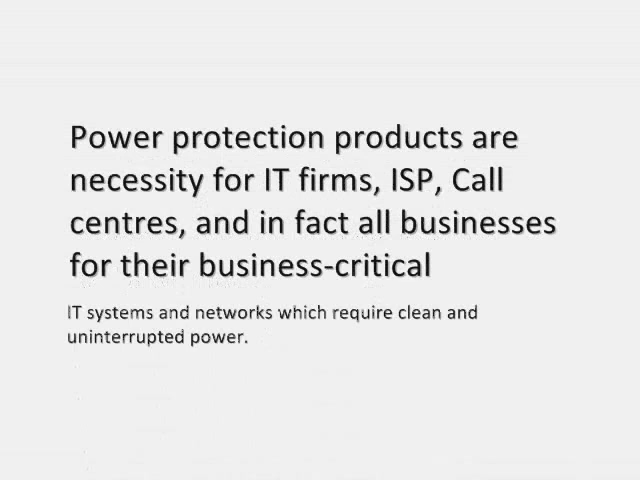 Power protection products are
necessity for IT firms, ISP, Call
centres, and in fact all businesses
for their business-critical
IT systems and networks which require clean and
uninterrupted power.